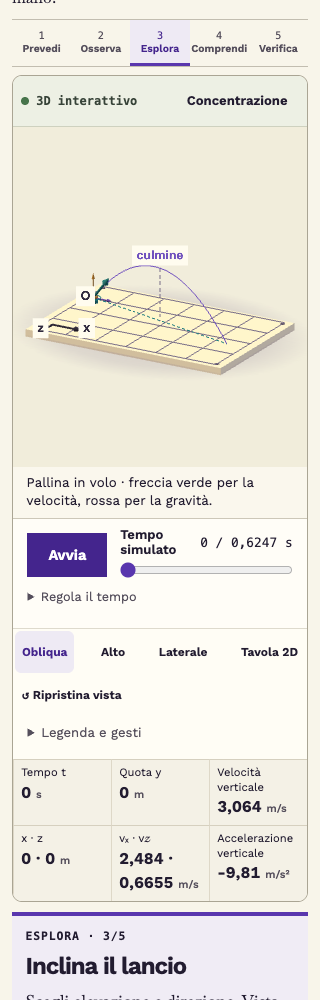 1 2 3 4 5
Prevedi Osserva Esplora Comprendi Verifica
3D interattivo Concentrazione
culmine
O
z x
Pallina in volo · freccia verde per la
velocità, rossa per la gravità.
Avvia
Tempo
simulato
0 / 0,6247 s
▶ Regola il tempo
Obliqua Alto Laterale Tavola 2D
↺ Ripristina vista
▶ Legenda e gesti
Tempo t
0 s
Quota y
0 m
Velocità
verticale
3,064 m/s
x · z
0 · 0 m
vₓ · v𝓏
2,484 ·
0,6655 m/s
Accelerazione
verticale
-9,81 m/s²
ESPLORA · 3/5
Inclina il lancio